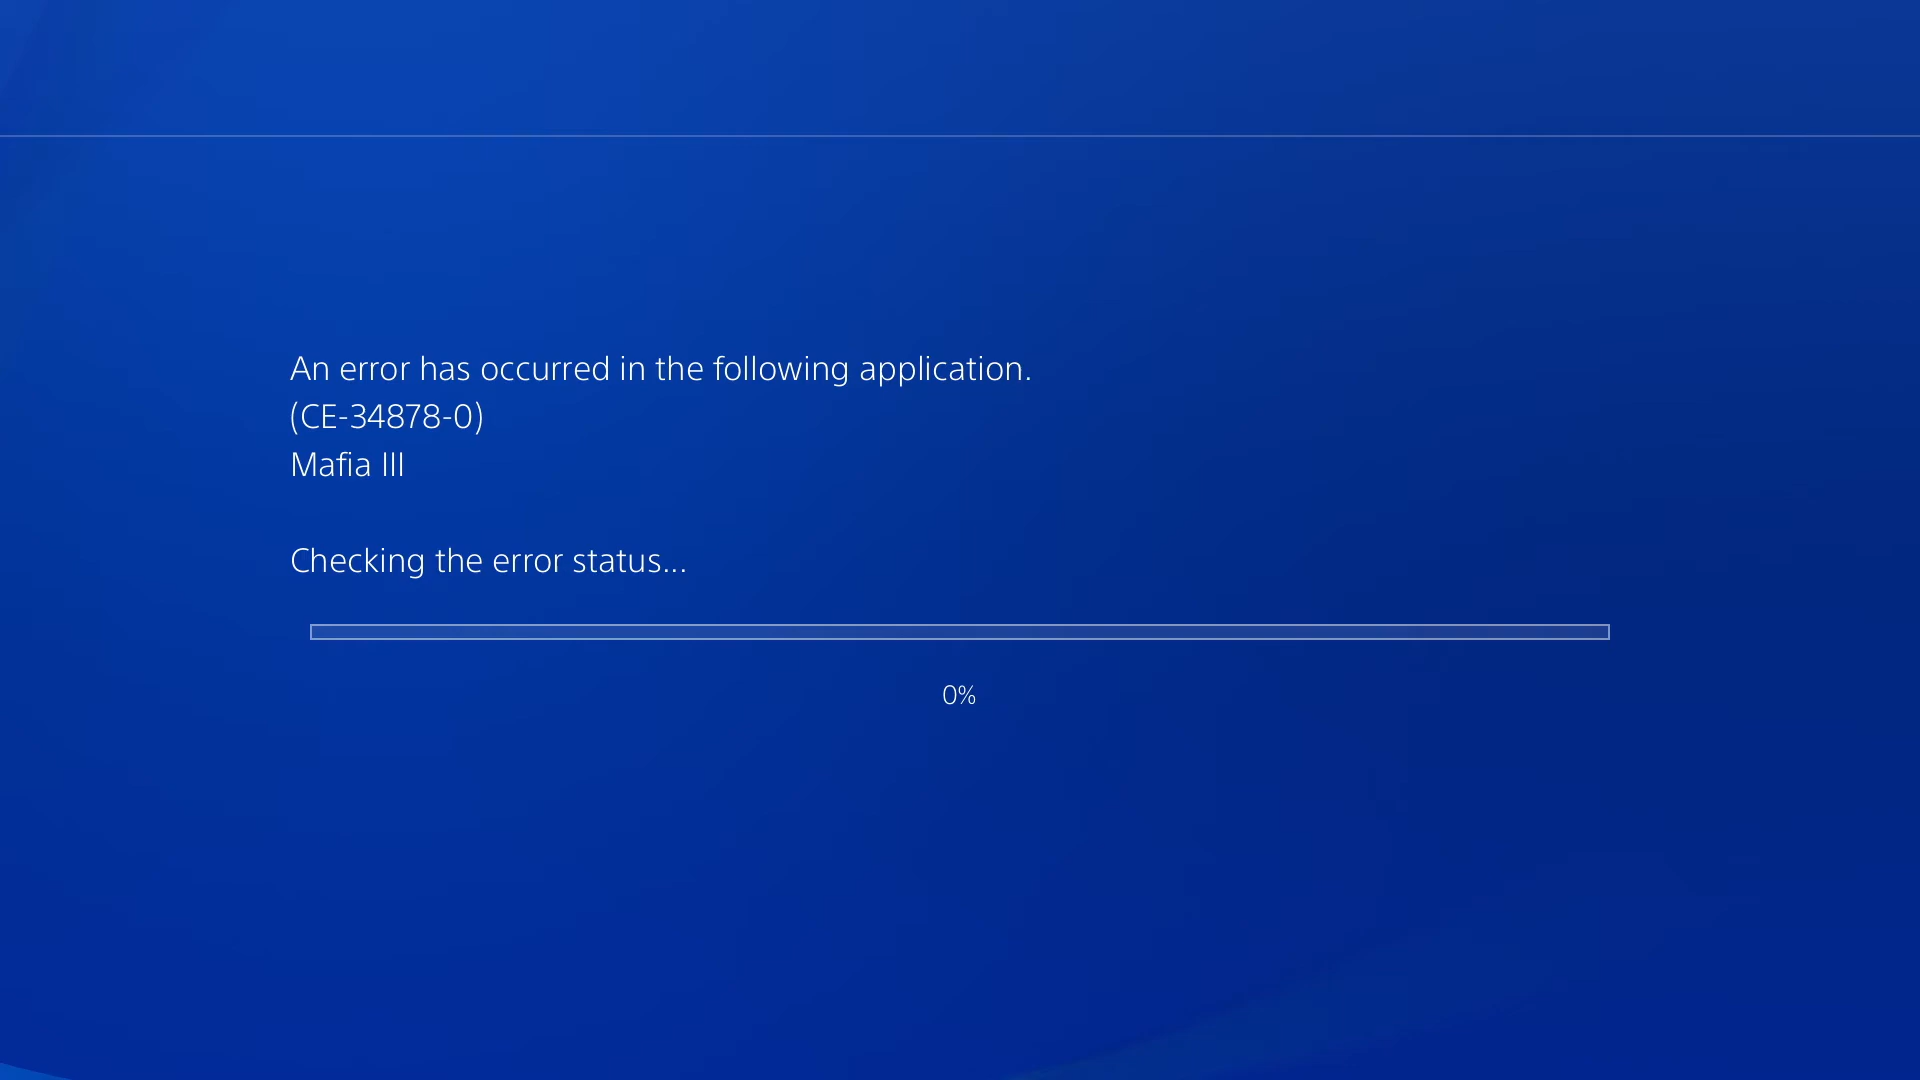 An error has occurred in the following application.
(CE-34878-0)
Mafia III
Checking the error status...
0%